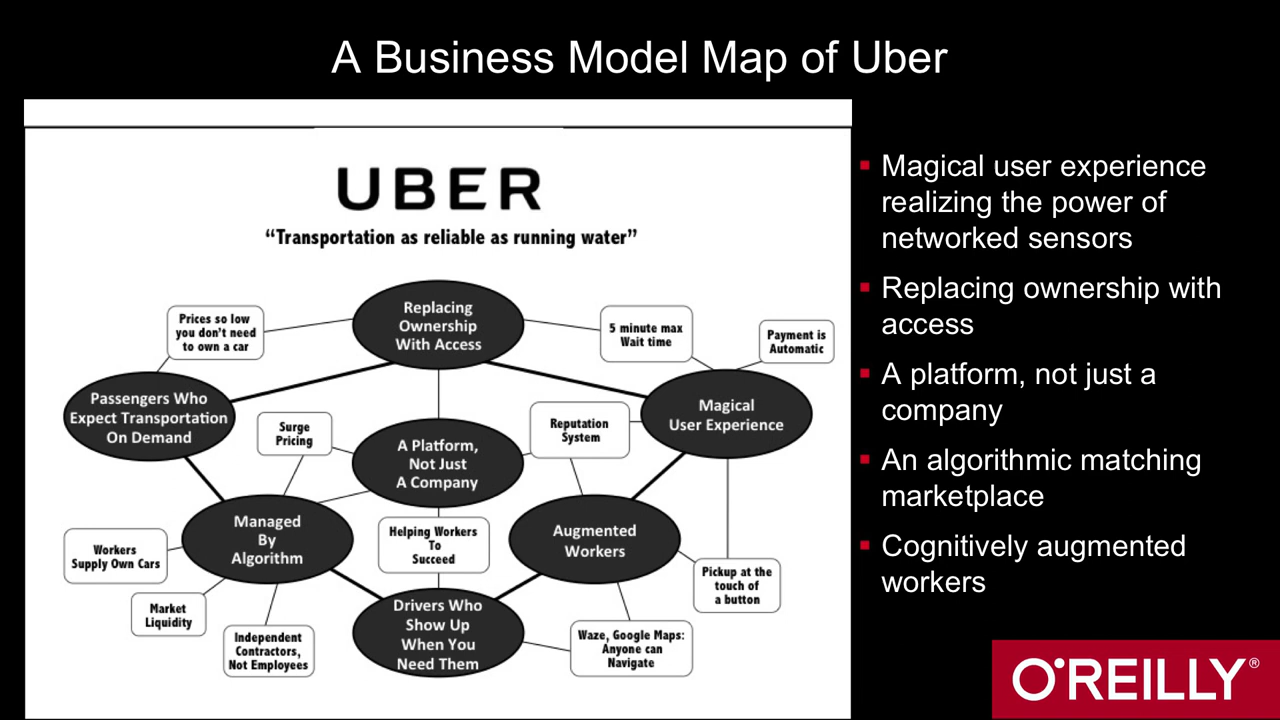 A Business Model Map of Uber
UBER
“Transportation as reliable as running water”
Replacing
Ownership
With Access
Prices so low
you don’t need
to own a car
5 minute max
Wait time
Payment is
Automatic
Passengers Who
Expect Transportation
On Demand
Magical
User Experience
Surge
Pricing
A Platform,
Not Just
A Company
Reputation
System
Managed
By
Algorithm
Helping Workers
To
Succeed
Augmented
Workers
Workers
Supply Own Cars
Pickup at the
touch of
a button
Market
Liquidity
Independent
Contractors,
Not Employees
Drivers Who
Show Up
When You
Need Them
Waze, Google Maps:
Anyone can
Navigate
Magical user experience
realizing the power of
networked sensors
Replacing ownership with
access
A platform, not just a
company
An algorithmic matching
marketplace
Cognitively augmented
workers
O'REILLY®